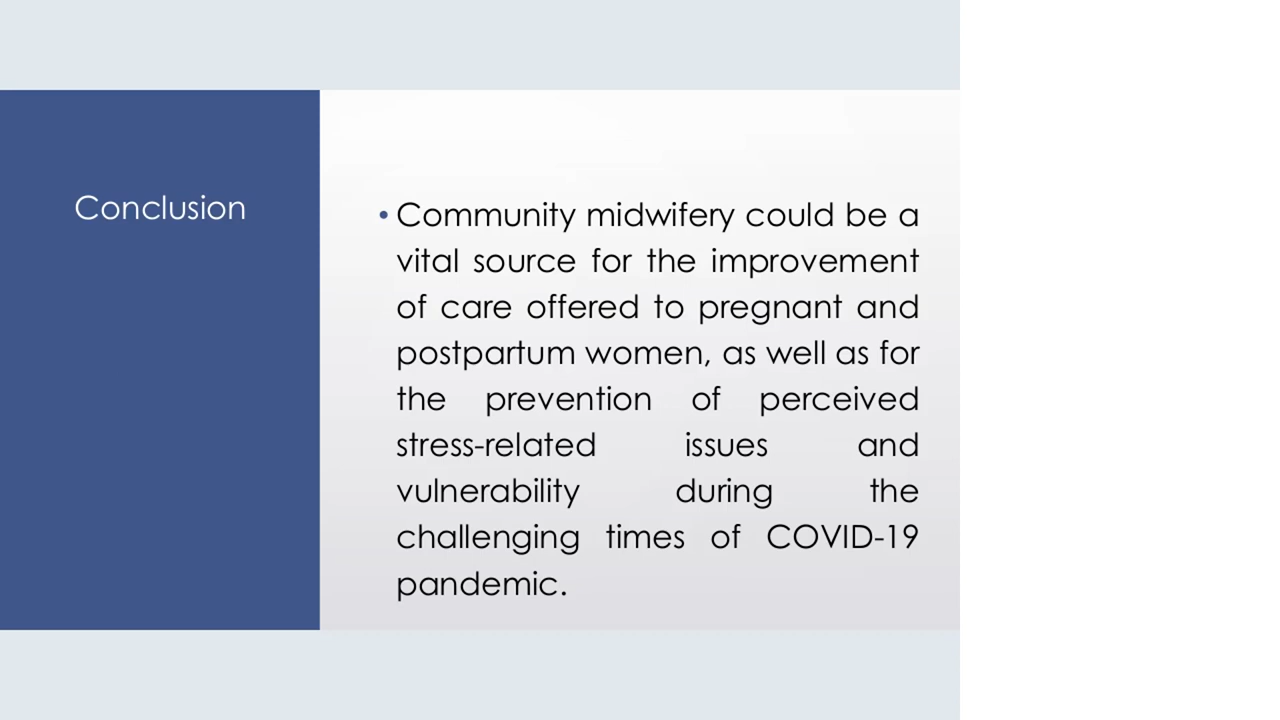 Conclusion
• Community midwifery could be a
vital source for the improvement
of care offered to pregnant and
postpartum women, as well as for
the prevention of perceived
stress-related issues and
vulnerability during the
challenging times of COVID-19
pandemic.